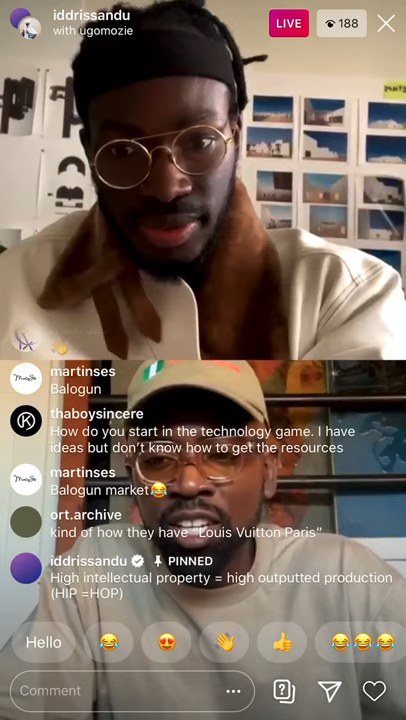 iddrissandu
with ugomozie
LIVE
188
martinses
Balogun
thaboysincere
How do you start in the technology game. I have
ideas but don't know how to get the resources
martinses
Balogun market😂
ort.archive
kind of how they have "Louis Vuitton Paris"
iddrissandu PINNED
High intellectual property = high outputted production
(HIP =HOP)
Hello 😂 😍 👋 👍 😂😂😂
Comment